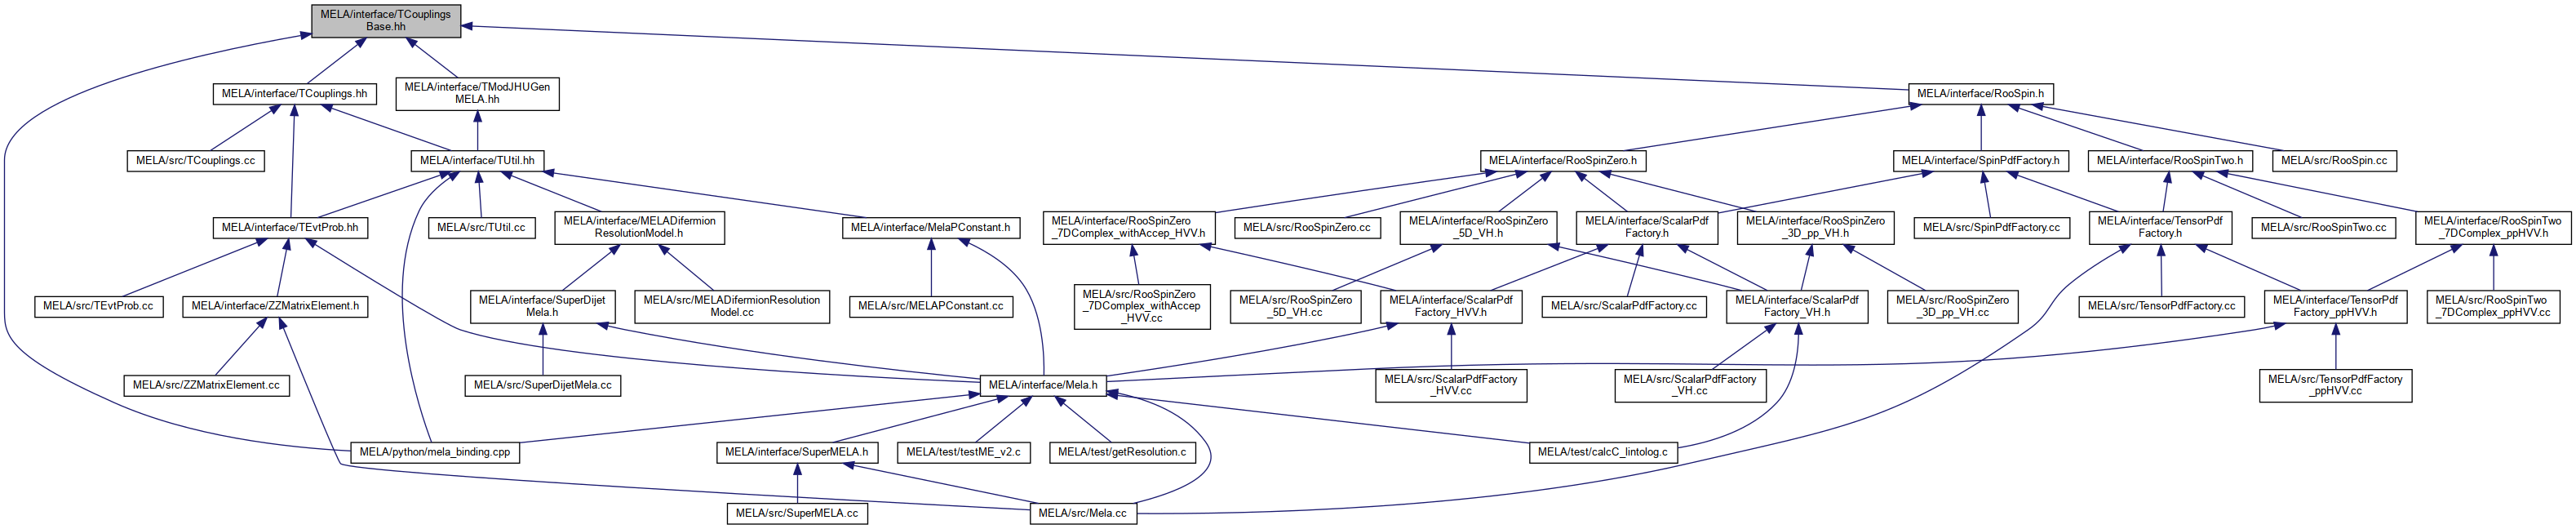 MELA/interface/TCouplings
Base.hh
MELA/interface/TCouplings.hh
MELA/interface/TModJHUGen
MELA.hh
MELA/interface/RooSpin.h
MELA/src/TCouplings.cc
MELA/interface/TUtil.hh
MELA/interface/RooSpinZero.h
MELA/interface/SpinPdfFactory.h
MELA/interface/RooSpinTwo.h
MELA/src/RooSpin.cc
MELA/interface/TEvtProb.hh
MELA/src/TUtil.cc
MELA/interface/MELADifermion
ResolutionModel.h
MELA/interface/MelaPConstant.h
MELA/interface/RooSpinZero
_7DComplex_withAccep_HVV.h
MELA/src/RooSpinZero.cc
MELA/interface/RooSpinZero
_5D_VH.h
MELA/interface/ScalarPdf
Factory.h
MELA/interface/RooSpinZero
_3D_pp_VH.h
MELA/src/SpinPdfFactory.cc
MELA/interface/TensorPdf
Factory.h
MELA/src/RooSpinTwo.cc
MELA/interface/RooSpinTwo
_7DComplex_ppHVV.h
MELA/src/TEvtProb.cc
MELA/interface/ZZMatrixElement.h
MELA/interface/SuperDijet
Mela.h
MELA/src/MELADifermionResolution
Model.cc
MELA/src/MELAPConstant.cc
MELA/src/RooSpinZero
_7DComplex_withAccep
_HVV.cc
MELA/src/RooSpinZero
_5D_VH.cc
MELA/interface/ScalarPdf
Factory_HVV.h
MELA/src/ScalarPdfFactory.cc
MELA/interface/ScalarPdf
Factory_VH.h
MELA/src/RooSpinZero
_3D_pp_VH.cc
MELA/src/TensorPdfFactory.cc
MELA/interface/TensorPdf
Factory_ppHVV.h
MELA/src/RooSpinTwo
_7DComplex_ppHVV.cc
MELA/src/ZZMatrixElement.cc
MELA/src/SuperDijetMela.cc
MELA/interface/Mela.h
MELA/src/ScalarPdfFactory
_HVV.cc
MELA/src/ScalarPdfFactory
_VH.cc
MELA/src/TensorPdfFactory
_ppHVV.cc
MELA/python/mela_binding.cpp
MELA/interface/SuperMELA.h
MELA/test/testME_v2.c
MELA/test/getResolution.c
MELA/test/calcC_lintolog.c
MELA/src/SuperMELA.cc
MELA/src/Mela.cc